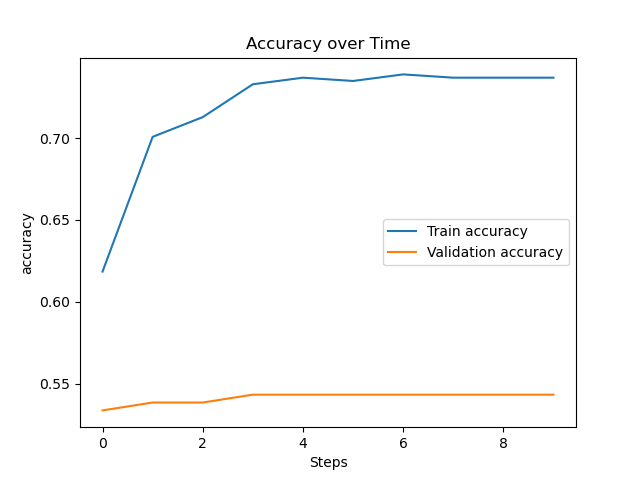 Accuracy over Time
accuracy
0.70
0.65
0.60
0.55
Train accuracy
Validation accuracy
0 2 4 6 8
Steps